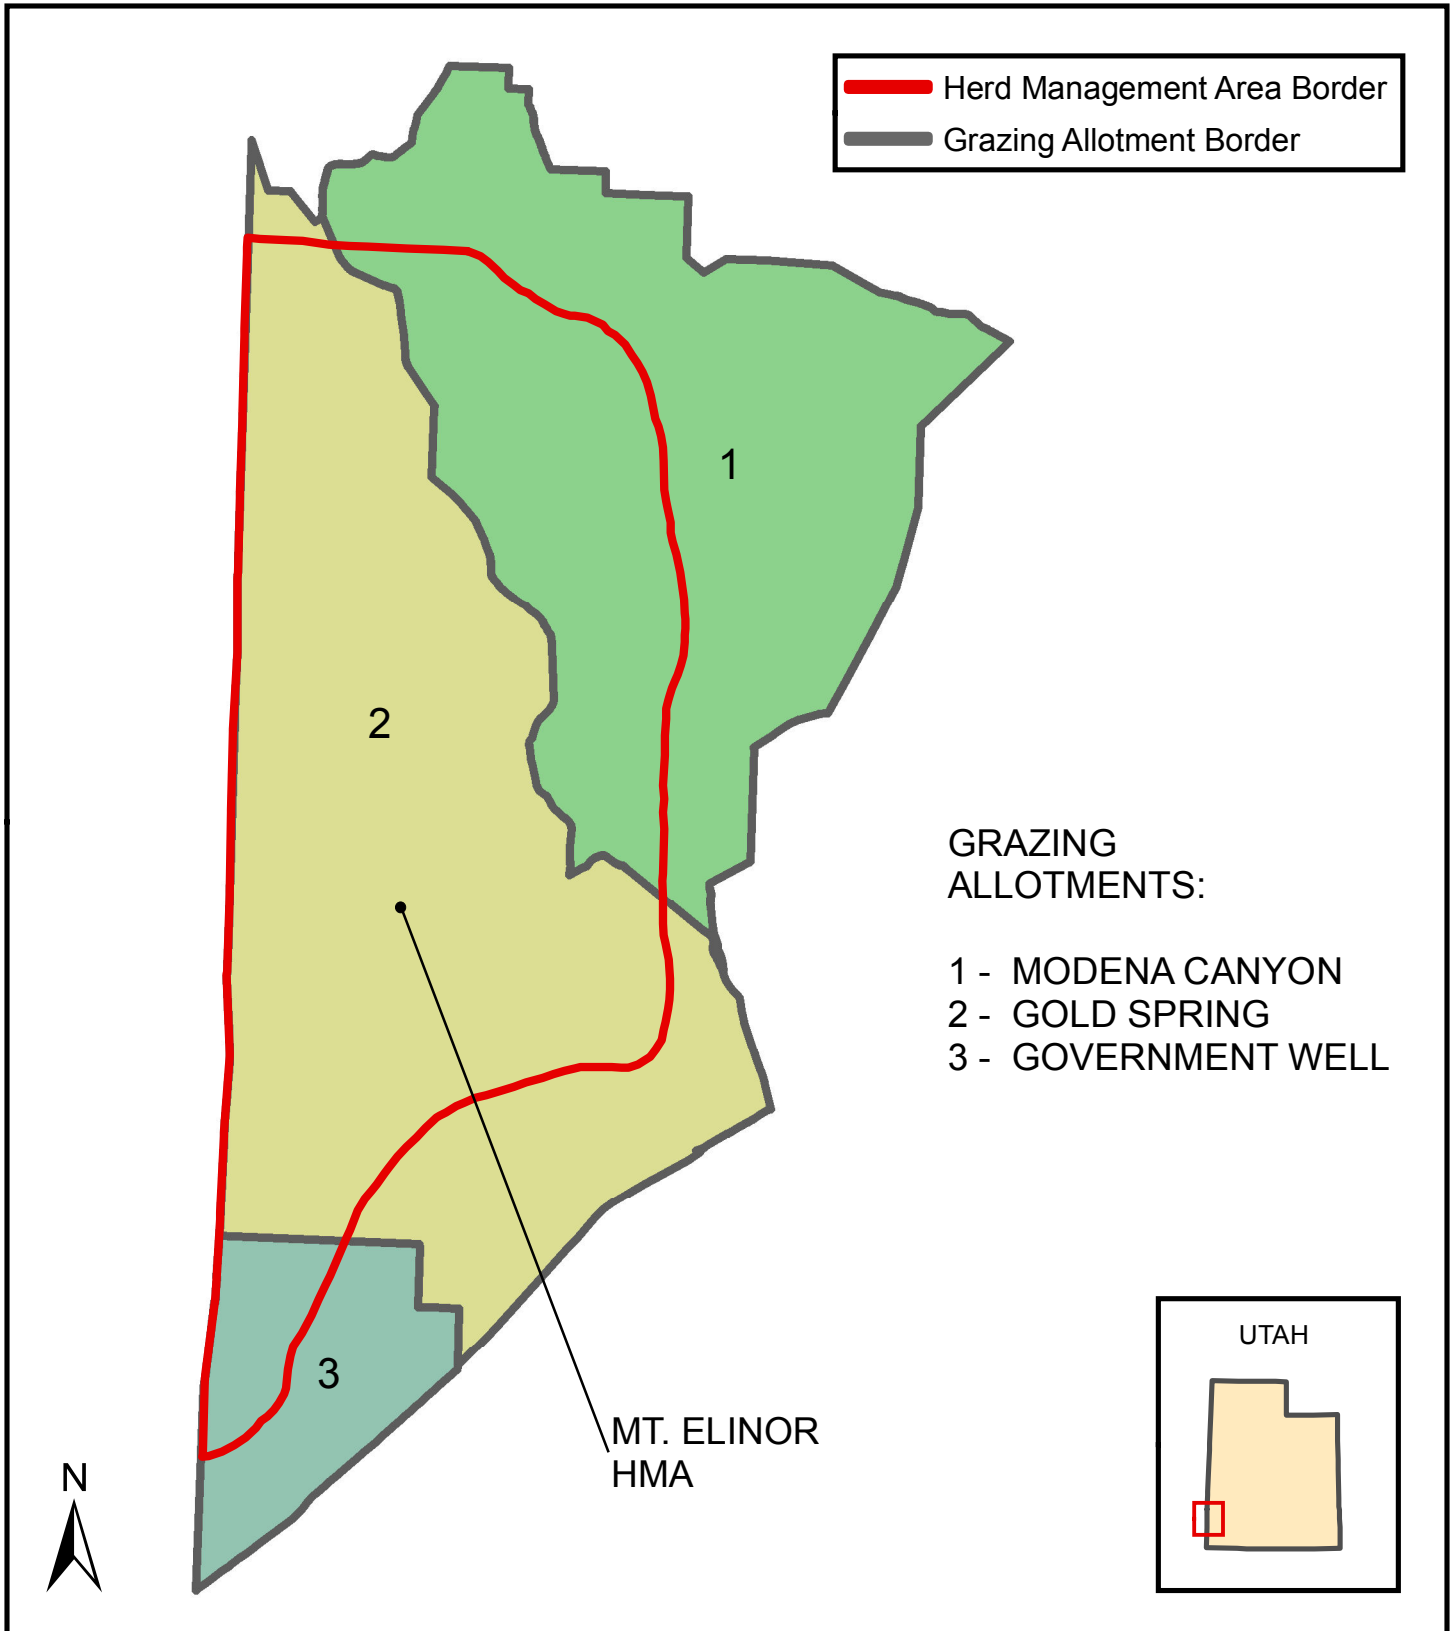 Herd Management Area Border
Grazing Allotment Border
1
2
GRAZING
ALLOTMENTS:
1 - MODENA CANYON
2 - GOLD SPRING
3 - GOVERNMENT WELL
UTAH
3
MT. ELINOR
HMA
N